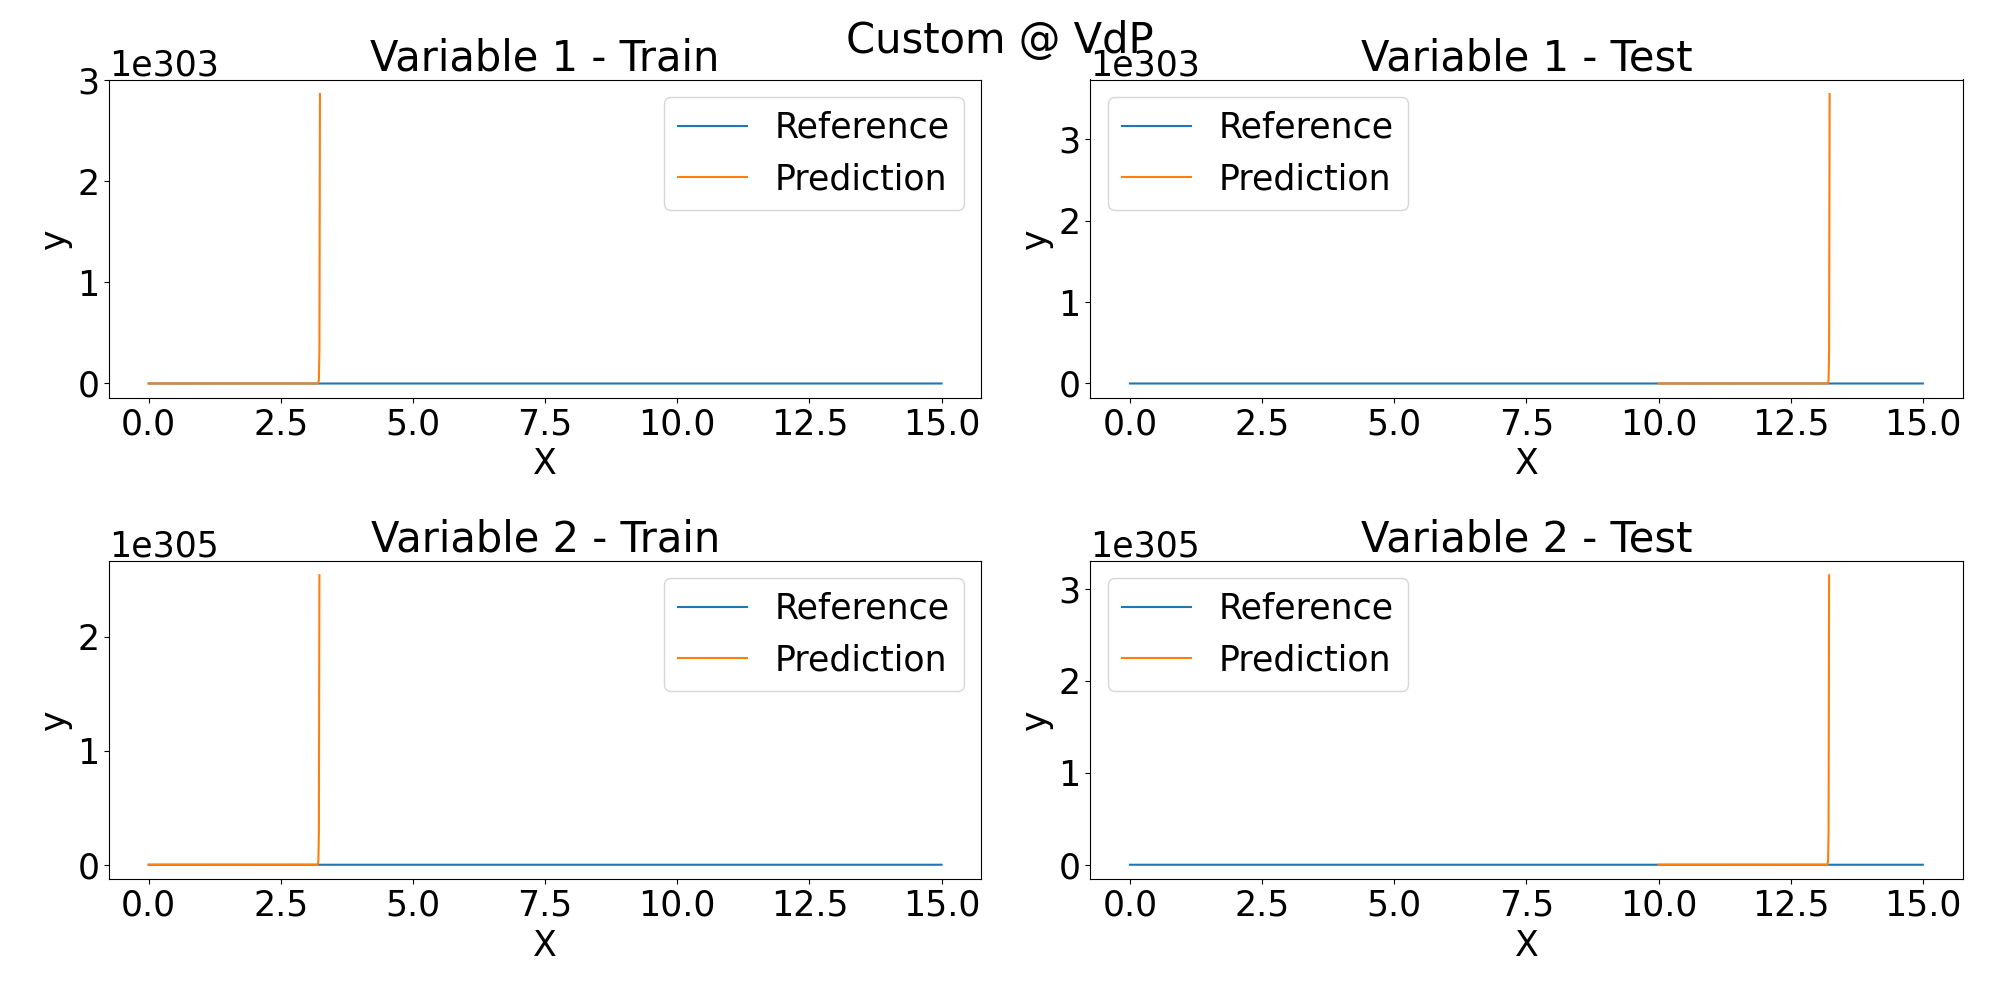 Custom @ VdP
Variable 1 - Train
1e303
3
2
1
0
y
0.0 2.5 5.0 7.5 10.0 12.5 15.0
X
Reference
Prediction
Variable 1 - Test
1e303
3
2
1
0
y
0.0 2.5 5.0 7.5 10.0 12.5 15.0
X
Reference
Prediction
Variable 2 - Train
1e305
2
1
0
y
0.0 2.5 5.0 7.5 10.0 12.5 15.0
X
Reference
Prediction
Variable 2 - Test
1e305
3
2
1
0
y
0.0 2.5 5.0 7.5 10.0 12.5 15.0
X
Reference
Prediction